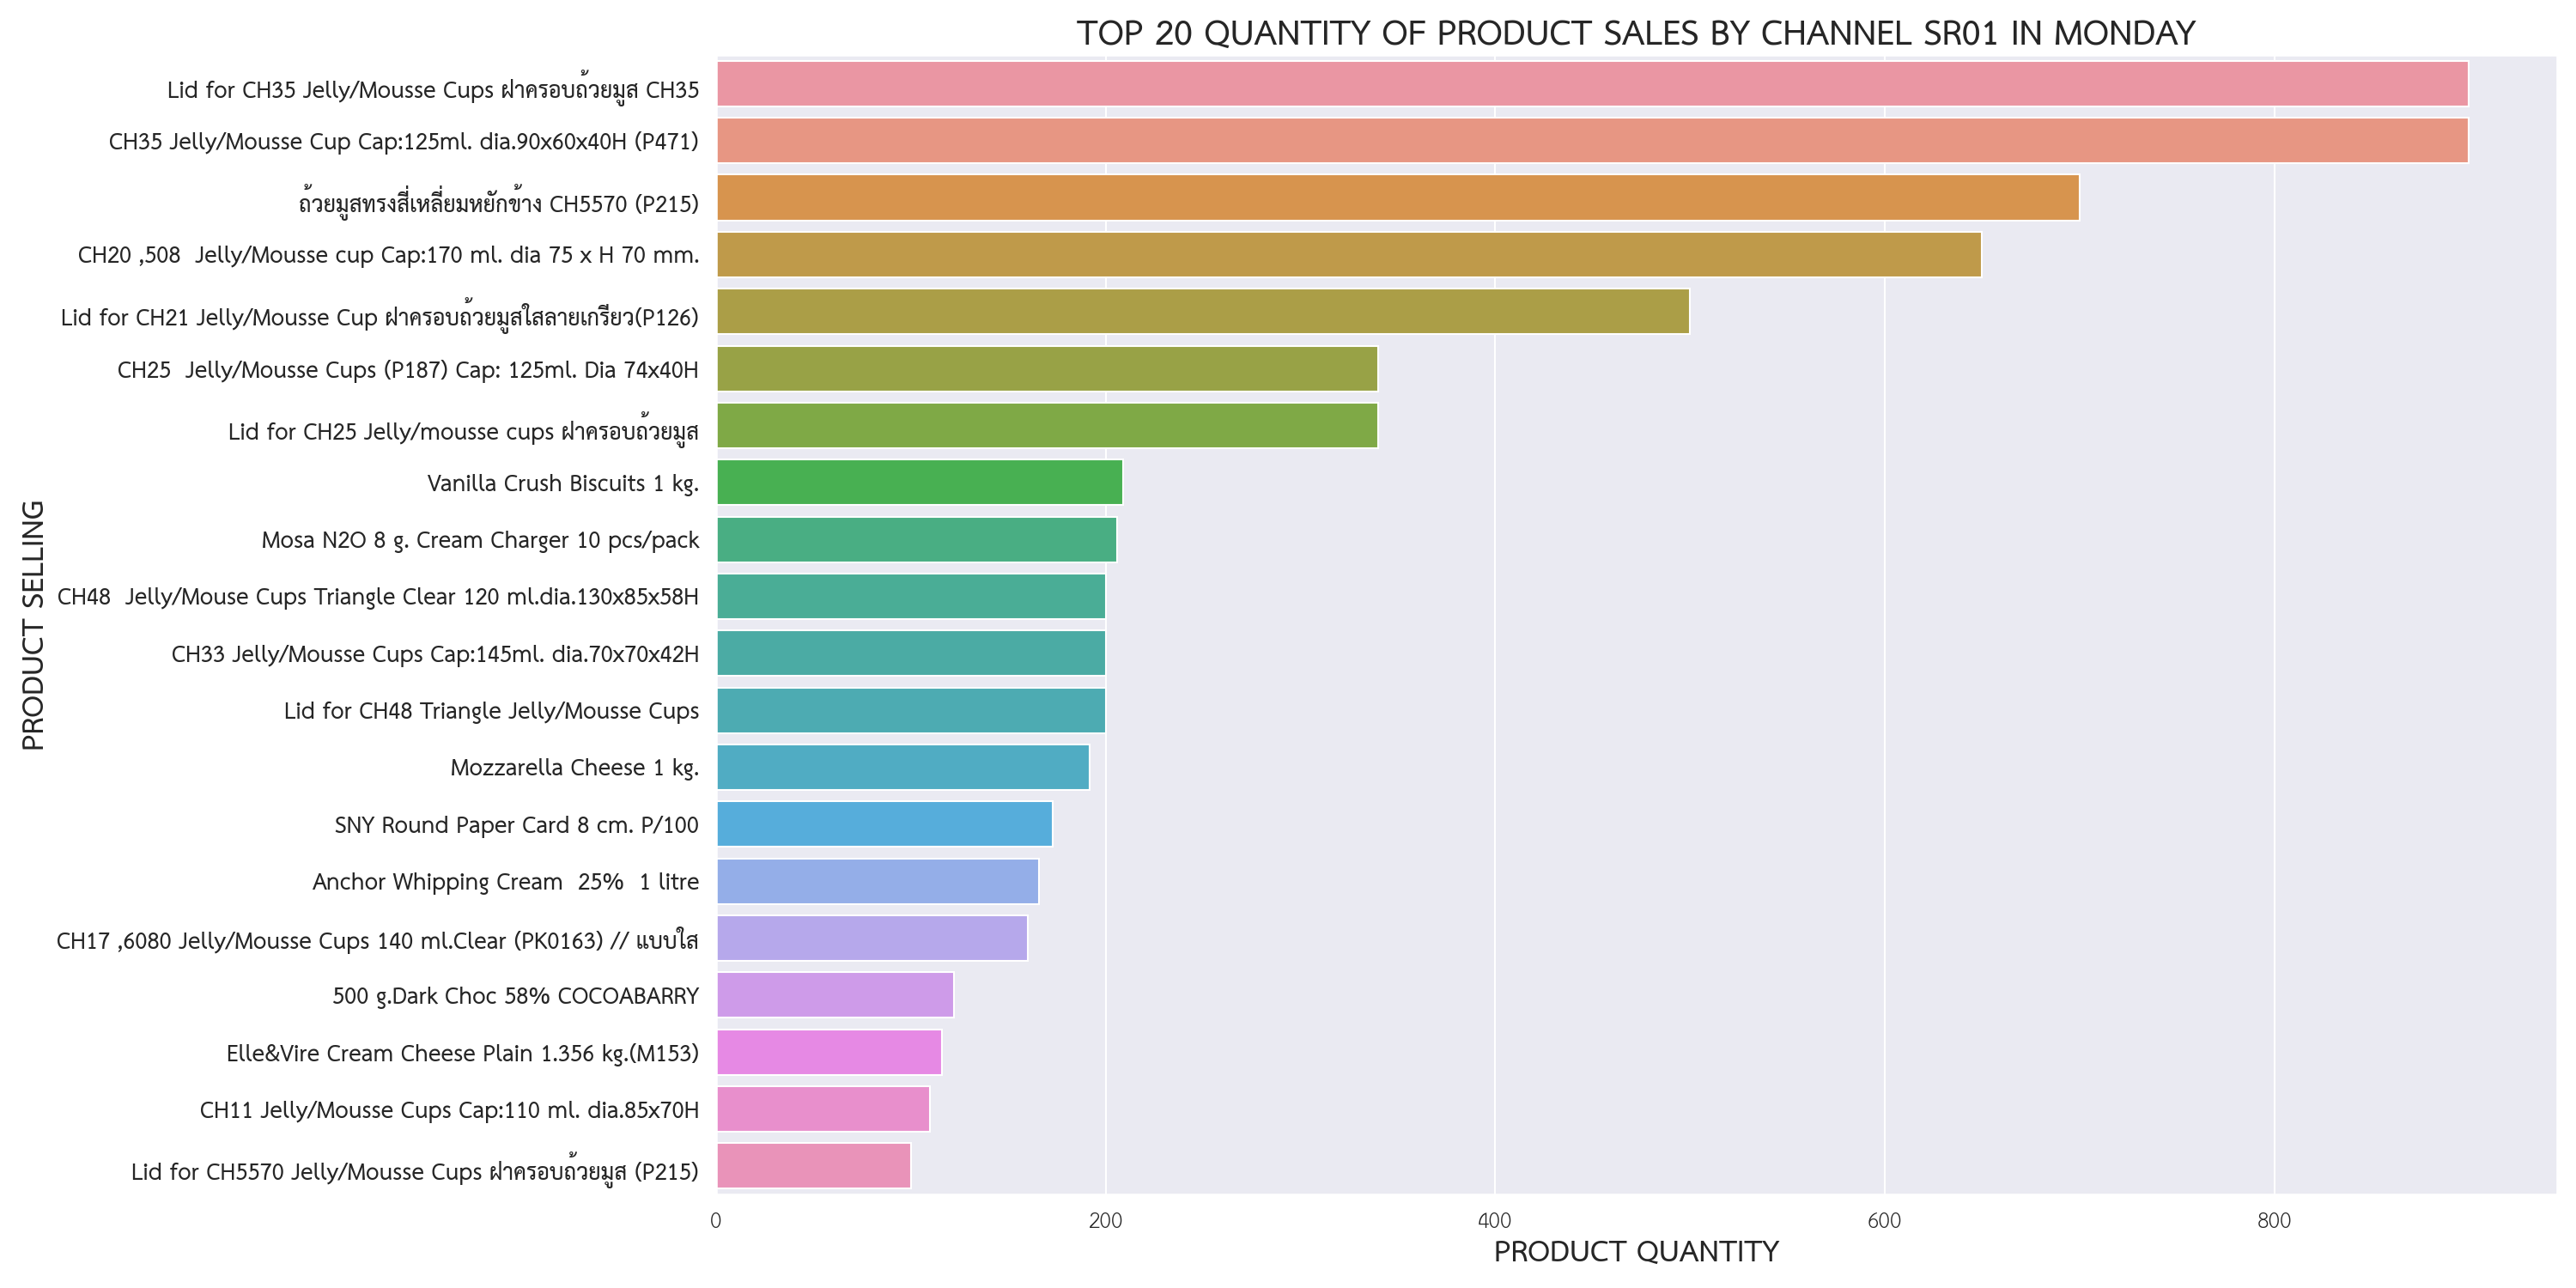 TOP 20 QUANTITY OF PRODUCT SALES BY CHANNEL SR01 IN MONDAY
PRODUCT SELLING
Lid for CH35 Jelly/Mousse Cups ฝาครอบถ้วยมูส CH35
CH35 Jelly/Mousse Cup Cap:125ml. dia.90x60x40H (P471)
ถ้วยมูสทรงสี่เหลี่ยมหยักข้าง CH5570 (P215)
CH20 ,508  Jelly/Mousse cup Cap:170 ml. dia 75 x H 70 mm.
Lid for CH21 Jelly/Mousse Cup ฝาครอบถ้วยมูสใสลายเกรียว(P126)
CH25  Jelly/Mousse Cups (P187) Cap: 125ml. Dia 74x40H
Lid for CH25 Jelly/mousse cups ฝาครอบถ้วยมูส
Vanilla Crush Biscuits 1 kg.
Mosa N2O 8 g. Cream Charger 10 pcs/pack
CH48  Jelly/Mouse Cups Triangle Clear 120 ml.dia.130x85x58H
CH33 Jelly/Mousse Cups Cap:145ml. dia.70x70x42H
Lid for CH48 Triangle Jelly/Mousse Cups
Mozzarella Cheese 1 kg.
SNY Round Paper Card 8 cm. P/100
Anchor Whipping Cream  25%  1 litre
CH17 ,6080 Jelly/Mousse Cups 140 ml.Clear (PK0163) // แบบใส
500 g.Dark Choc 58% COCOABARRY
Elle&Vire Cream Cheese Plain 1.356 kg.(M153)
CH11 Jelly/Mousse Cups Cap:110 ml. dia.85x70H
Lid for CH5570 Jelly/Mousse Cups ฝาครอบถ้วยมูส (P215)
0 200 400 600 800
PRODUCT QUANTITY